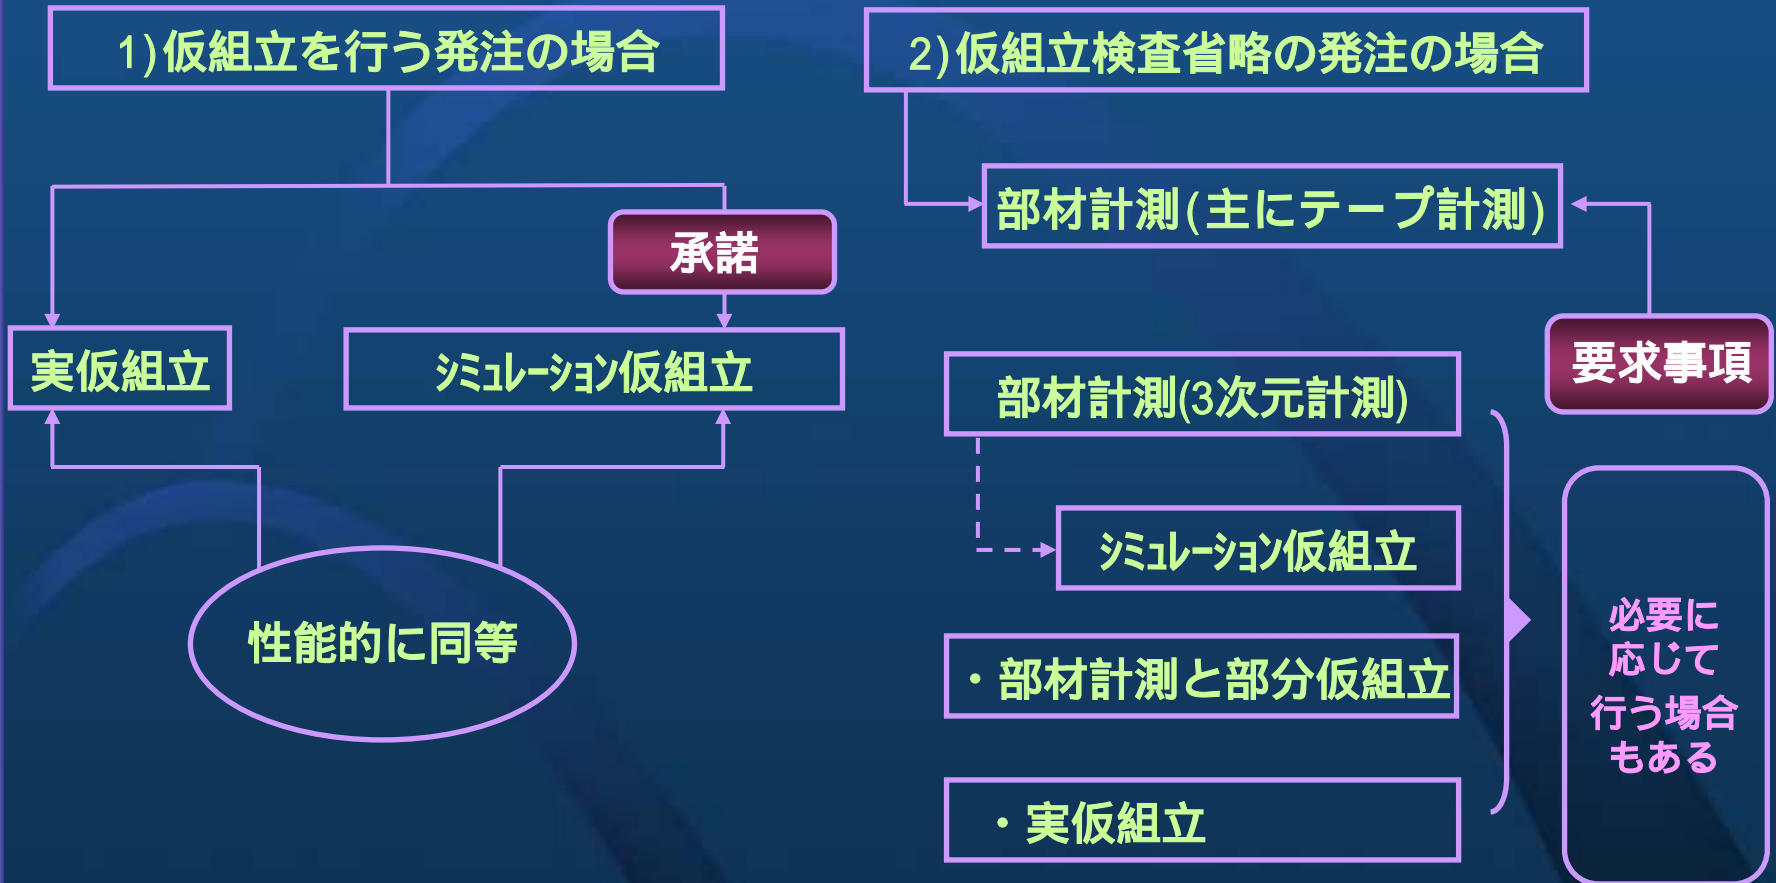 1)仮組立を行う発注の場合
承諾
実仮組立
ｼﾐｭﾚｰｼｮﾝ仮組立
性能的に同等
2)仮組立検査省略の発注の場合
部材計測(主にテープ計測)
要求事項
部材計測(3次元計測)
ｼﾐｭﾚｰｼｮﾝ仮組立
・部材計測と部分仮組立
・実仮組立
必要に
応じて
行う場合
もある